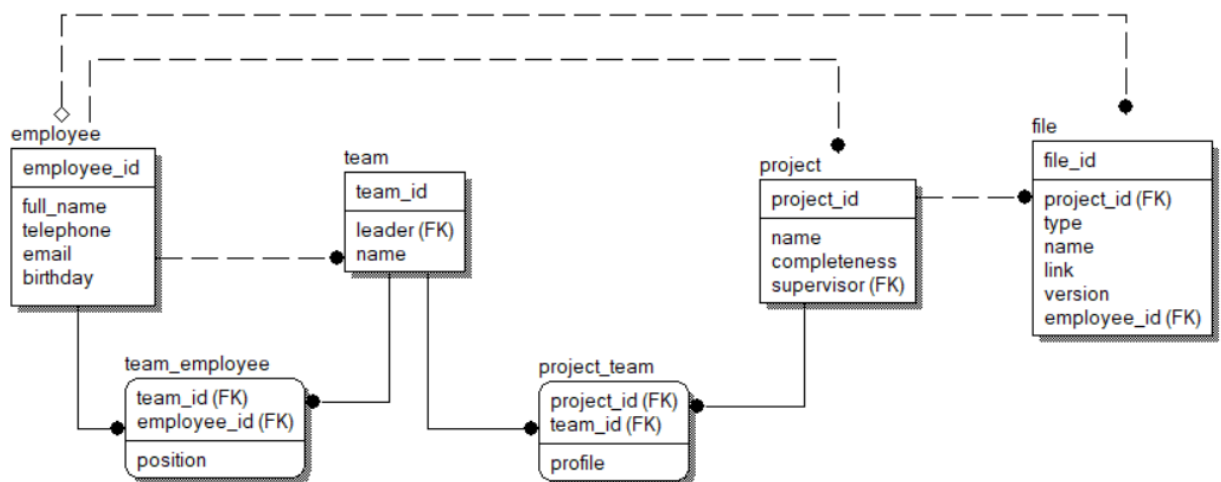 employee
employee_id
full_name
telephone
email
birthday
team
team_id
leader (FK)
name
project
project_id
name
completeness
supervisor (FK)
file
file_id
project_id (FK)
type
name
link
version
employee_id (FK)
team_employee
team_id (FK)
employee_id (FK)
position
project_team
project_id (FK)
team_id (FK)
profile